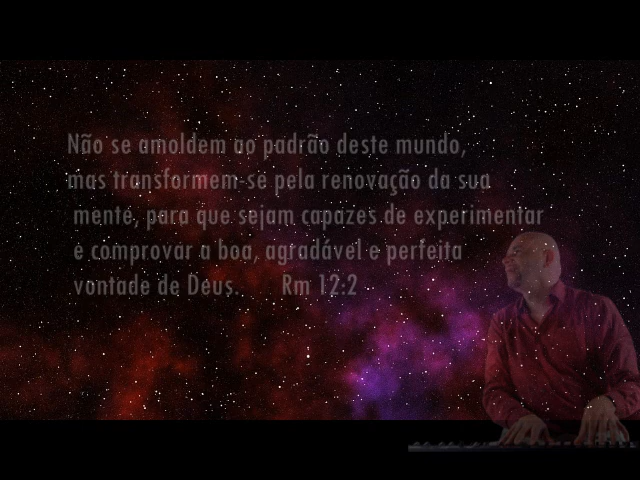 Não se amoldem ao padrão deste mundo,
mas transformem-se pela renovação da sua
mente, para que sejam capazes de experimentar
e comprovar a boa, agradável e perfeita
vontade de Deus. Rm 12:2